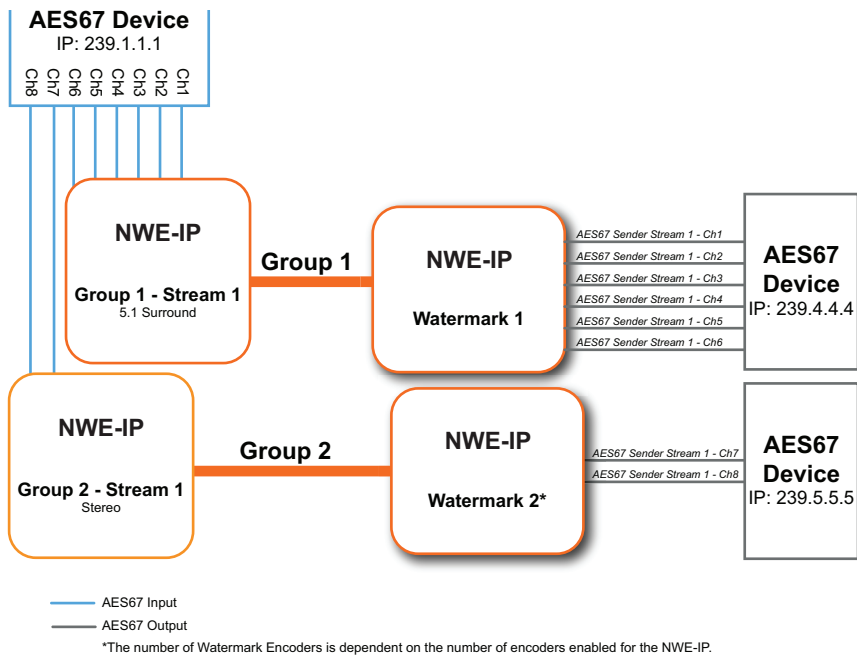 AES67 Device
IP: 239.1.1.1
Ch8
Ch7
Ch6
Ch5
Ch4
Ch3
Ch2
Ch1
NWE-IP
Group 1 - Stream 1
5.1 Surround
Group 1
NWE-IP
Watermark 1
AES67 Sender Stream 1 - Ch1
AES67 Sender Stream 1 - Ch2
AES67 Sender Stream 1 - Ch3
AES67 Sender Stream 1 - Ch4
AES67 Sender Stream 1 - Ch5
AES67 Sender Stream 1 - Ch6
AES67
Device
IP: 239.4.4.4
NWE-IP
Group 2 - Stream 1
Stereo
Group 2
NWE-IP
Watermark 2*
AES67 Sender Stream 1 - Ch7
AES67 Sender Stream 1 - Ch8
AES67
Device
IP: 239.5.5.5
AES67 Input
AES67 Output
*The number of Watermark Encoders is dependent on the number of encoders enabled for the NWE-IP.